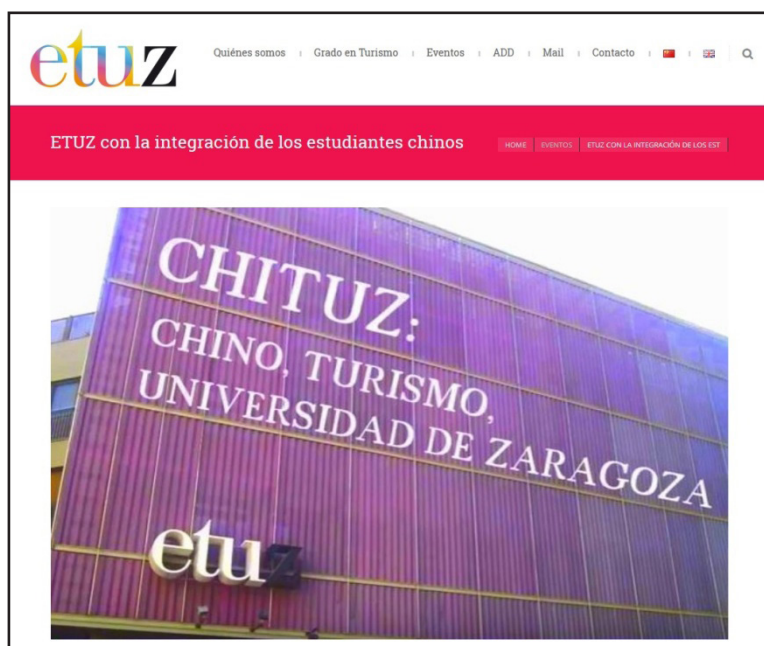 etuz
Quiénes somos Grado en Turismo Eventos ADD Mail Contacto
ETUZ con la integración de los estudiantes chinos
HOME EVENTOS ETUZ CON LA INTEGRACIÓN DE LOS EST
CHITUZ:
CHINO, TURISMO,
UNIVERSIDAD DE ZARAGOZA
etuz